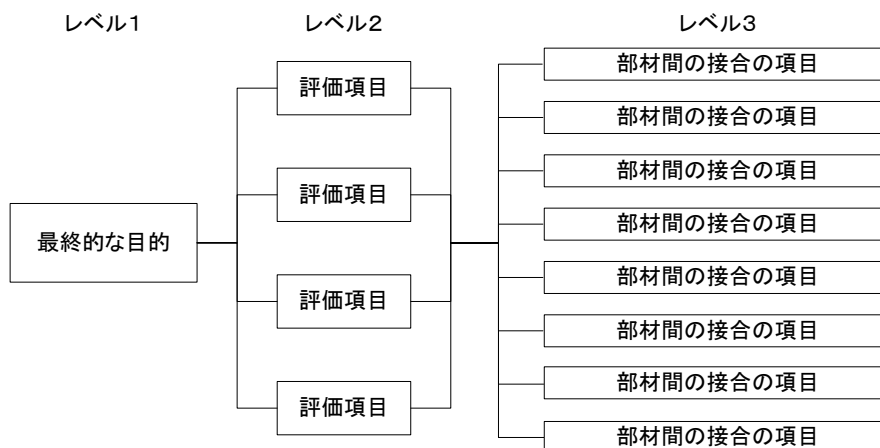 レベル１
レベル２
レベル３
最終的な目的
評価項目
評価項目
評価項目
評価項目
部材間の接合の項目
部材間の接合の項目
部材間の接合の項目
部材間の接合の項目
部材間の接合の項目
部材間の接合の項目
部材間の接合の項目
部材間の接合の項目